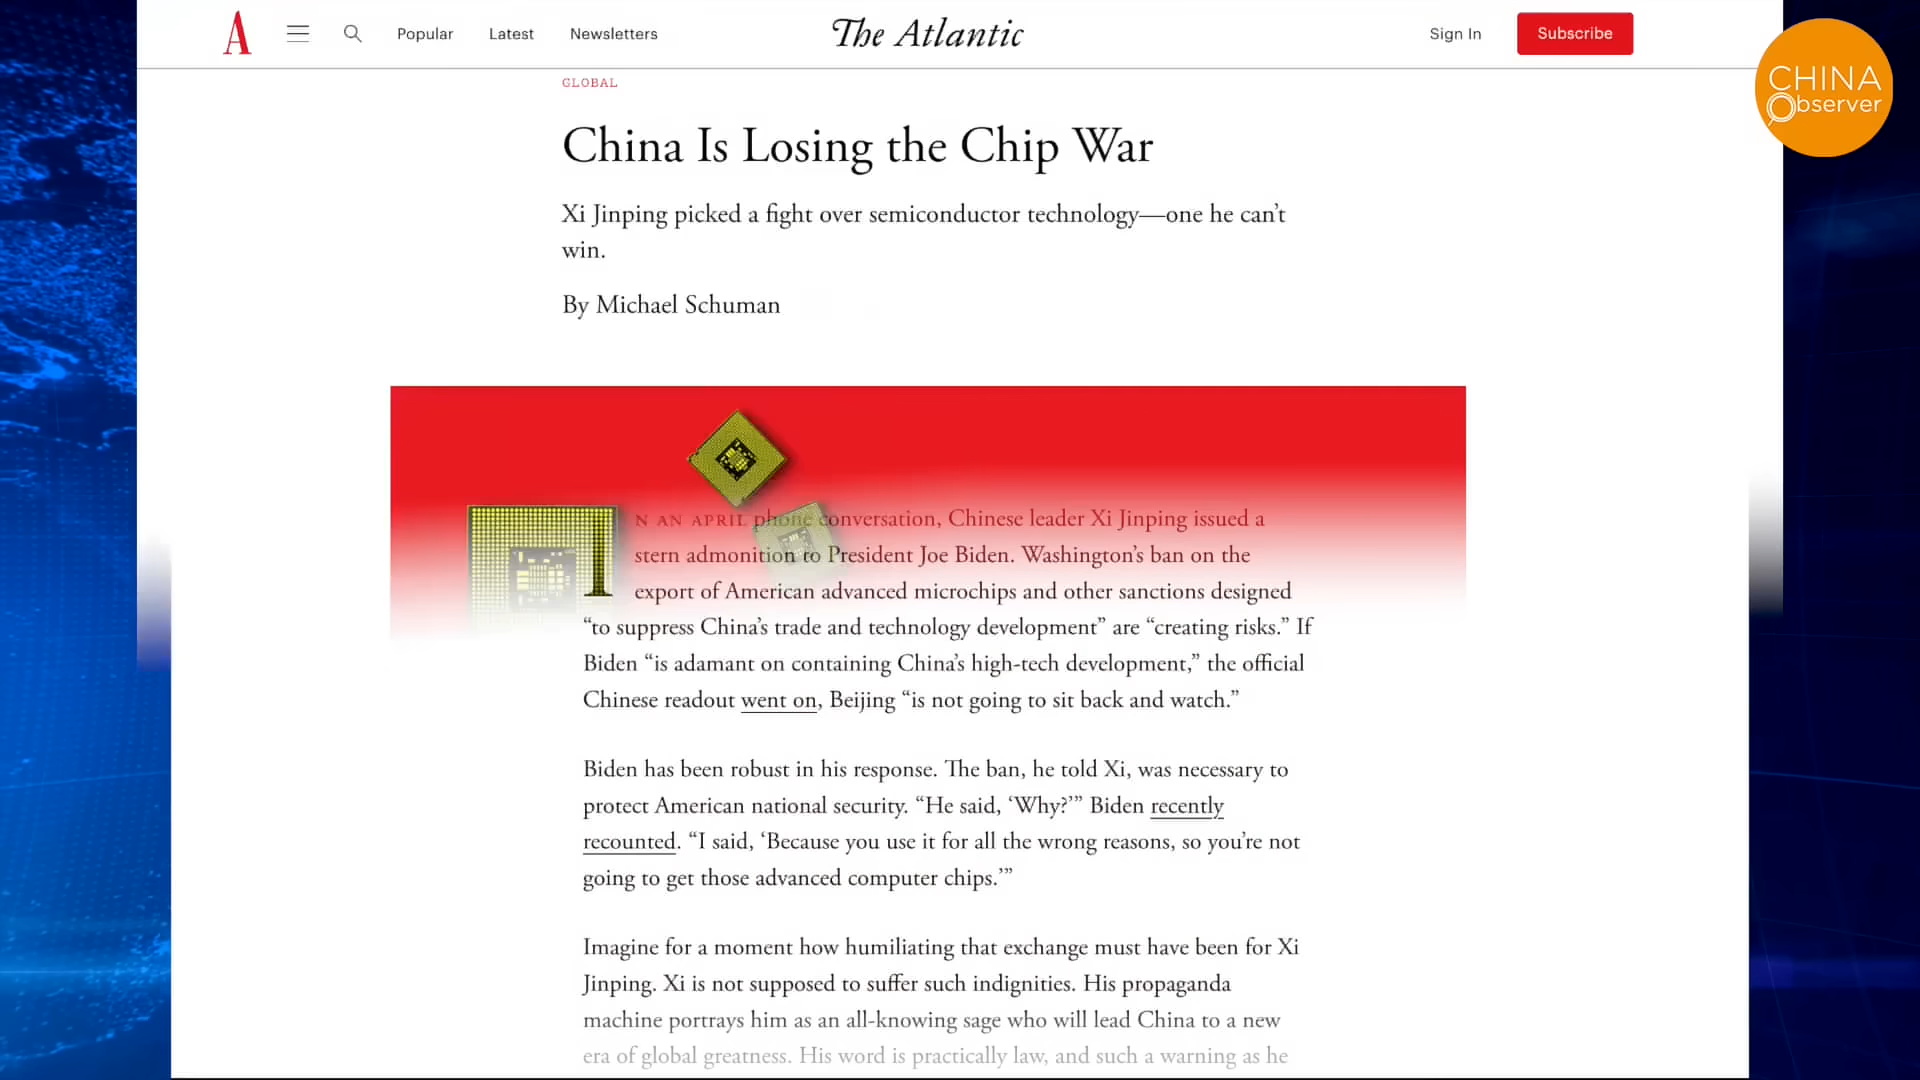 A
Popular
Latest
Newsletters
The Atlantic
Sign In
Subscribe
CHINA
Observer
GLOBAL
China Is Losing the Chip War
Xi Jinping picked a fight over semiconductor technology—one he can’t
win.
By Michael Schuman
IN AN APRIL phone conversation, Chinese leader Xi Jinping issued a
stern admonition to President Joe Biden. Washington’s ban on the
export of American advanced microchips and other sanctions designed
“to suppress China’s trade and technology development” are “creating risks.” If
Biden “is adamant on containing China’s high-tech development,” the official
Chinese readout went on, Beijing “is not going to sit back and watch.”
Biden has been robust in his response. The ban, he told Xi, was necessary to
protect American national security. “He said, ‘Why?’” Biden recently
recounted. “I said, ‘Because you use it for all the wrong reasons, so you’re not
going to get those advanced computer chips.’”
Imagine for a moment how humiliating that exchange must have been for Xi
Jinping. Xi is not supposed to suffer such indignities. His propaganda
machine portrays him as an all-knowing sage who will lead China to a new
era of global greatness. His word is practically law, and such a warning as he